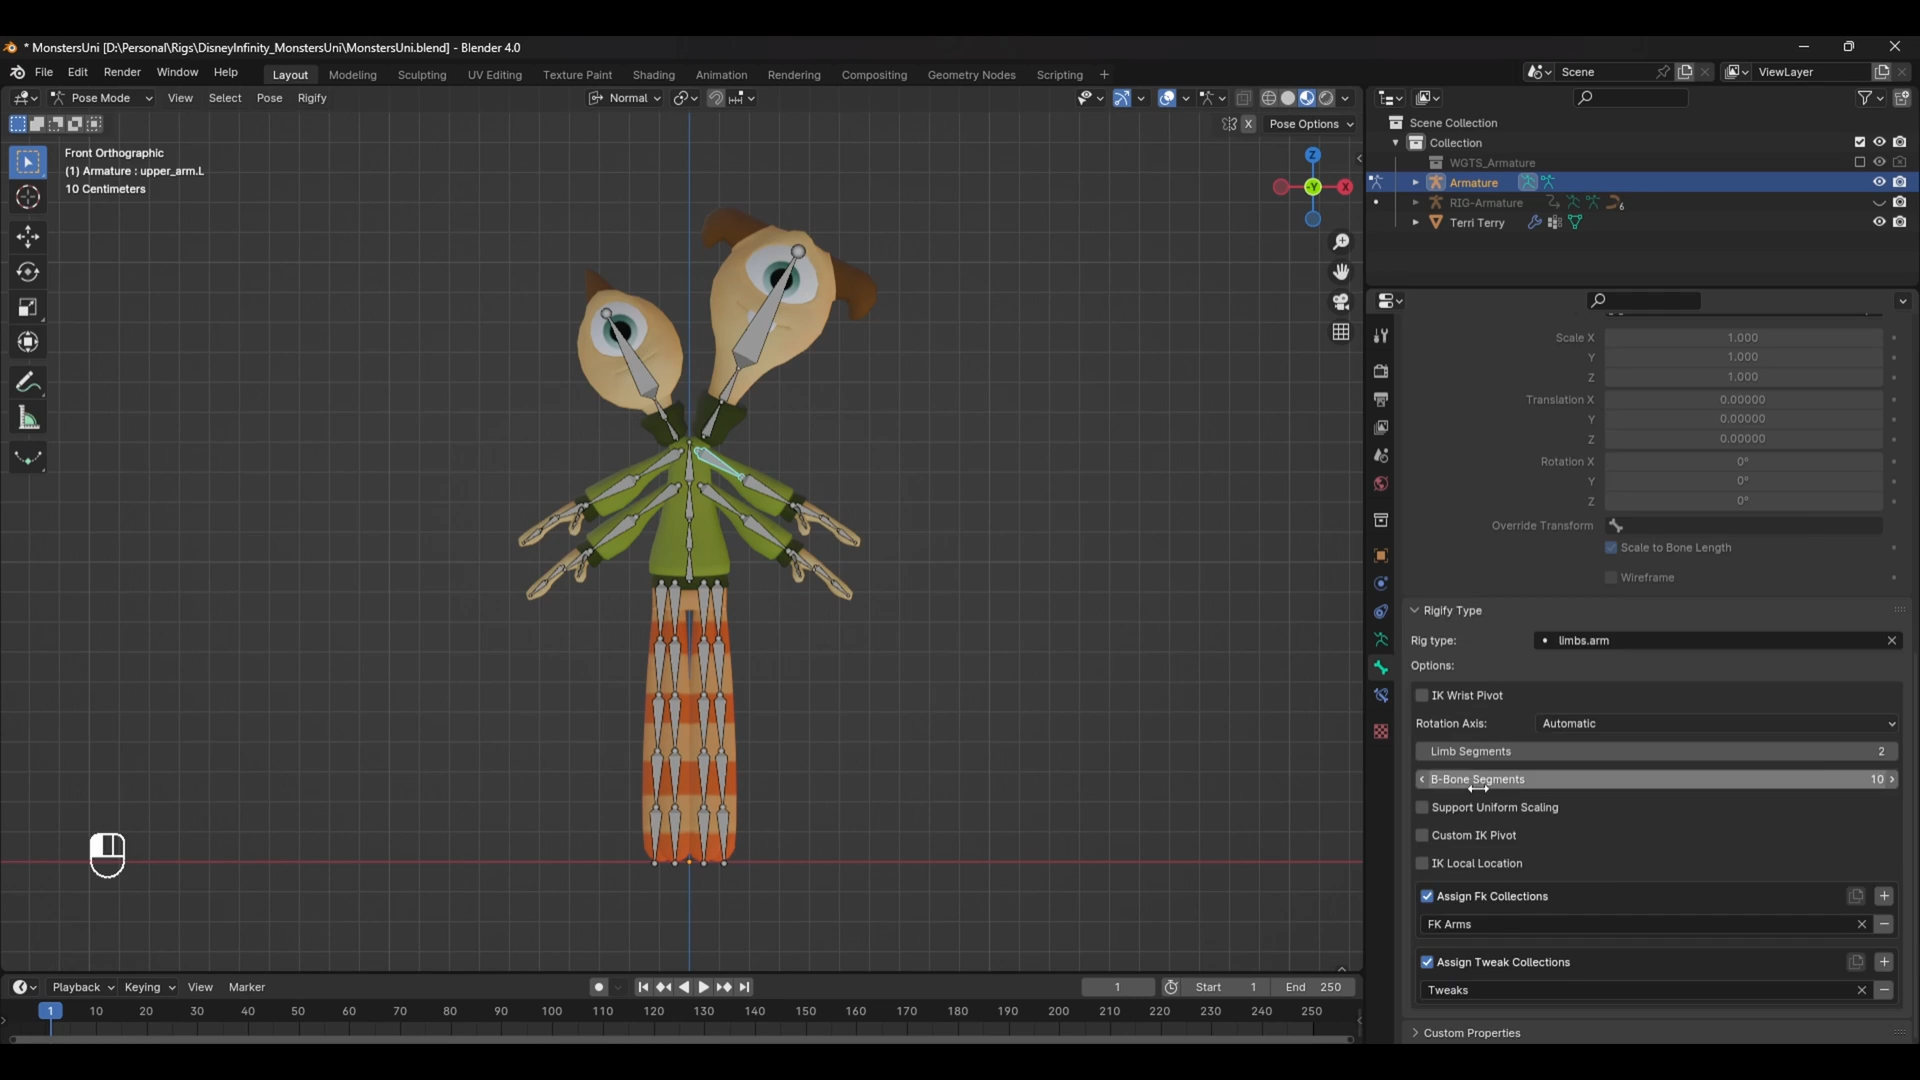 * MonstersUni [D:\Personal\Rigs\DisneyInfinity_MonstersUni\MonstersUni.blend] - Blender 4.0
File Edit Render Window Help Layout Modeling Sculpting UV Editing Texture Paint Shading Animation Rendering Compositing Geometry Nodes Scripting + Scene ViewLayer
Pose Mode View Select Pose Rigify Normal
X Pose Options
Front Orthographic
(1) Armature : upper_arm.L
10 Centimeters
Z
-Y X
Scene Collection
Collection
WGTS_Armature
Armature
RIG-Armature 6
Terri Terry
Scale X 1.000
Y 1.000
Z 1.000
Translation X 0.00000
Y 0.00000
Z 0.00000
Rotation X 0°
Y 0°
Z 0°
Override Transform
Scale to Bone Length
Wireframe
Rigify Type
Rig type: limbs.arm
Options:
IK Wrist Pivot
Rotation Axis: Automatic
Limb Segments 2
B-Bone Segments 10
Support Uniform Scaling
Custom IK Pivot
IK Local Location
Assign Fk Collections
FK Arms
Assign Tweak Collections
Tweaks
Custom Properties
Playback Keying View Marker 1 Start 1 End 250
1 10 20 30 40 50 60 70 80 90 100 110 120 130 140 150 160 170 180 190 200 210 220 230 240 250